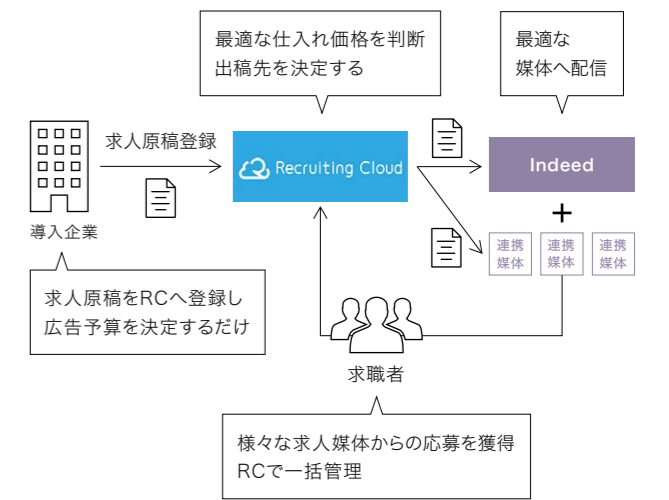 最適な仕入れ価格を判断
出稿先を決定する
最適な
媒体へ配信
求人原稿登録
Recruiting Cloud
Indeed
+
導入企業
連携
媒体
連携
媒体
連携
媒体
求人原稿をRCへ登録し
広告予算を決定するだけ
求職者
様々な求人媒体からの応募を獲得
RCで一括管理